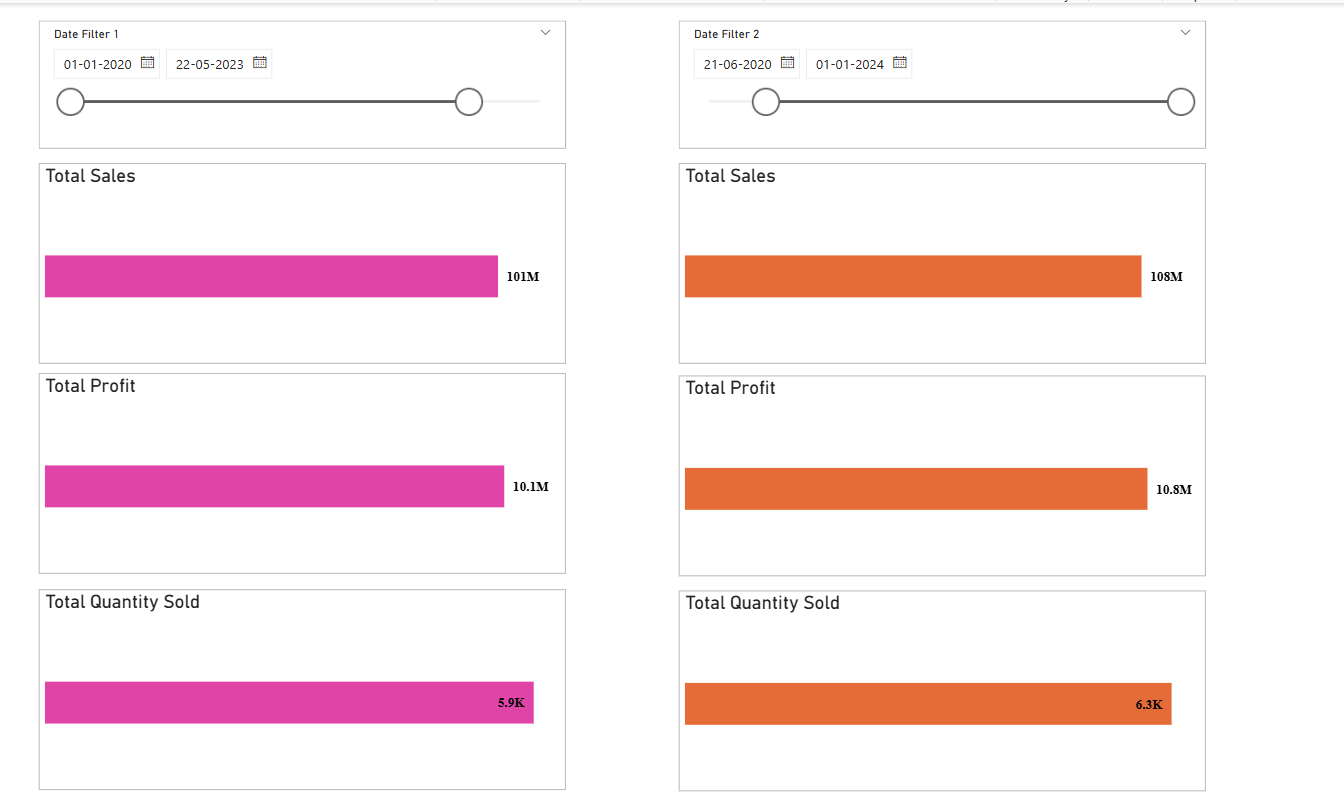 Date Filter 1
01-01-2020 22-05-2023
Total Sales
101M
Total Profit
10.1M
Total Quantity Sold
5.9K
Date Filter 2
21-06-2020 01-01-2024
Total Sales
108M
Total Profit
10.8M
Total Quantity Sold
6.3K